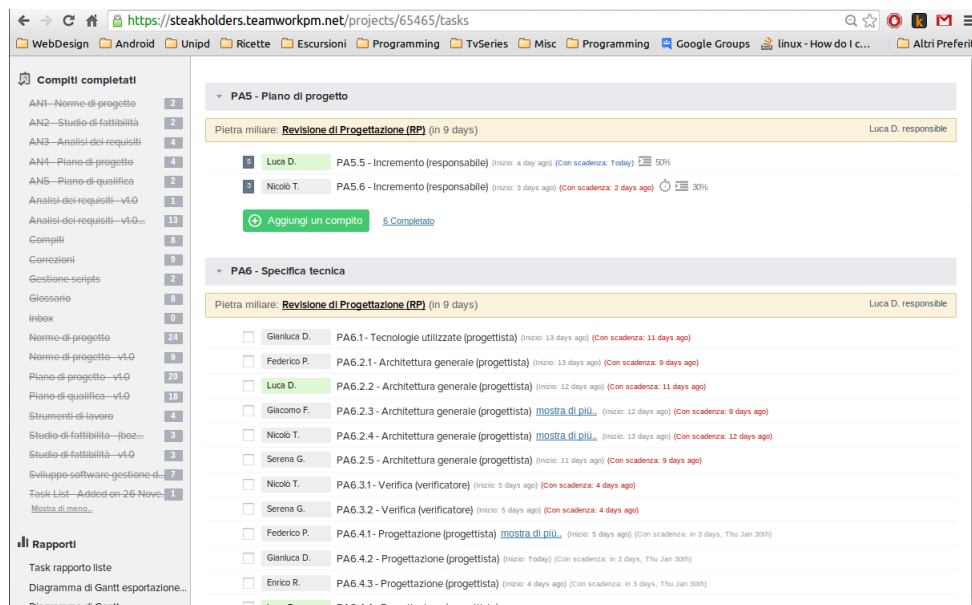 https://steakholders.teamworkpm.net/projects/65465/tasks
WebDesign Android Unipd Ricette Escursioni Programming TvSeries Misc Programming Google Groups linux - How do I c... Altri Preferiti
Compiti completati
AN1 - Norme di progetto 2
AN2 - Studio di fattibilità 2
AN3 - Analisi dei requisiti 4
AN4 - Piano di progetto 4
AN5 - Piano di qualifica 2
Analisi dei requisiti - v1.0 1
Analisi dei requisiti - v1.0... 13
Compiti 8
Correzioni 9
Gestione scripts 2
Glossario 8
Inbox 0
Norme di progetto 24
Norme di progetto - v1.0 9
Piano di progetto - v1.0 20
Piano di qualifica - v1.0 18
Strumenti di lavoro 4
Studio di fattibilita - (boz... 3
Studio di fattibilità - v1.0 3
Sviluppo software gestione d... 7
Task List - Added on 26 Nove... 1
Mostra di meno...
Rapporti
Task rapporto liste
Diagramma di Gantt esportazione...
PA5 - Piano di progetto
Pietra miliare: Revisione di Progettazione (RP) (in 9 days) Luca D. responsible
5 Luca D. PA5.5 - Incremento (responsabile) (Inizio: a day ago) (Con scadenza: Today) 50%
3 Nicolò T. PA5.6 - Incremento (responsabile) (Inizio: 3 days ago) (Con scadenza: 2 days ago) 30%
Aggiungi un compito 6 Completato
PA6 - Specifica tecnica
Pietra miliare: Revisione di Progettazione (RP) (in 9 days) Luca D. responsible
Gianluca D. PA6.1 - Tecnologie utilizzate (progettista) (Inizio: 13 days ago) (Con scadenza: 11 days ago)
Federico P. PA6.2.1 - Architettura generale (progettista) (Inizio: 13 days ago) (Con scadenza: 9 days ago)
Luca D. PA6.2.2 - Architettura generale (progettista) (Inizio: 12 days ago) (Con scadenza: 11 days ago)
Giacomo F. PA6.2.3 - Architettura generale (progettista) mostra di più.. (Inizio: 12 days ago) (Con scadenza: 9 days ago)
Nicolò T. PA6.2.4 - Architettura generale (progettista) mostra di più.. (Inizio: 13 days ago) (Con scadenza: 12 days ago)
Serena G. PA6.2.5 - Architettura generale (progettista) (Inizio: 11 days ago) (Con scadenza: 9 days ago)
Nicolò T. PA6.3.1 - Verifica (verificatore) (Inizio: 5 days ago) (Con scadenza: 4 days ago)
Serena G. PA6.3.2 - Verifica (verificatore) (Inizio: 5 days ago) (Con scadenza: 4 days ago)
Federico P. PA6.4.1 - Progettazione (progettista) mostra di più.. (Inizio: 5 days ago) (Con scadenza: in 3 days, Thu Jan 30th)
Gianluca D. PA6.4.2 - Progettazione (progettista) (Inizio: Today) (Con scadenza: in 3 days, Thu Jan 30th)
Enrico R. PA6.4.3 - Progettazione (progettista) (Inizio: 4 days ago) (Con scadenza: in 3 days, Thu Jan 30th)